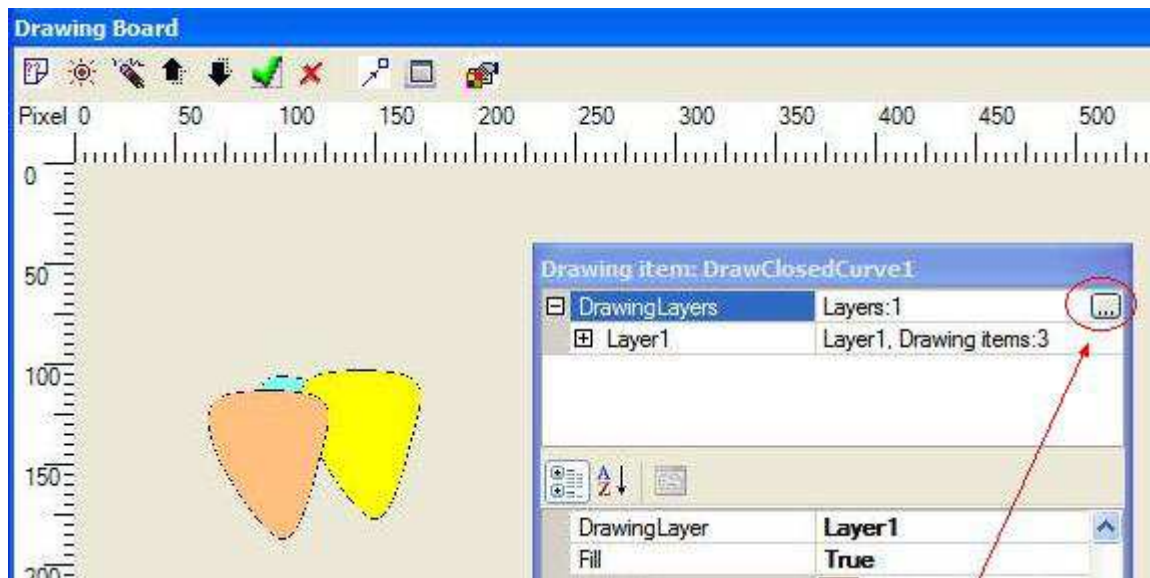 Drawing Board
Pixel 0 50 100 150 200 250 300 350 400 450 500
0
50
Drawing item: DrawClosedCurve1
DrawingLayers Layers:1 ...
Layer1 Layer1, Drawing items:3
100
150
A Z
DrawingLayer Layer1
Fill True
200